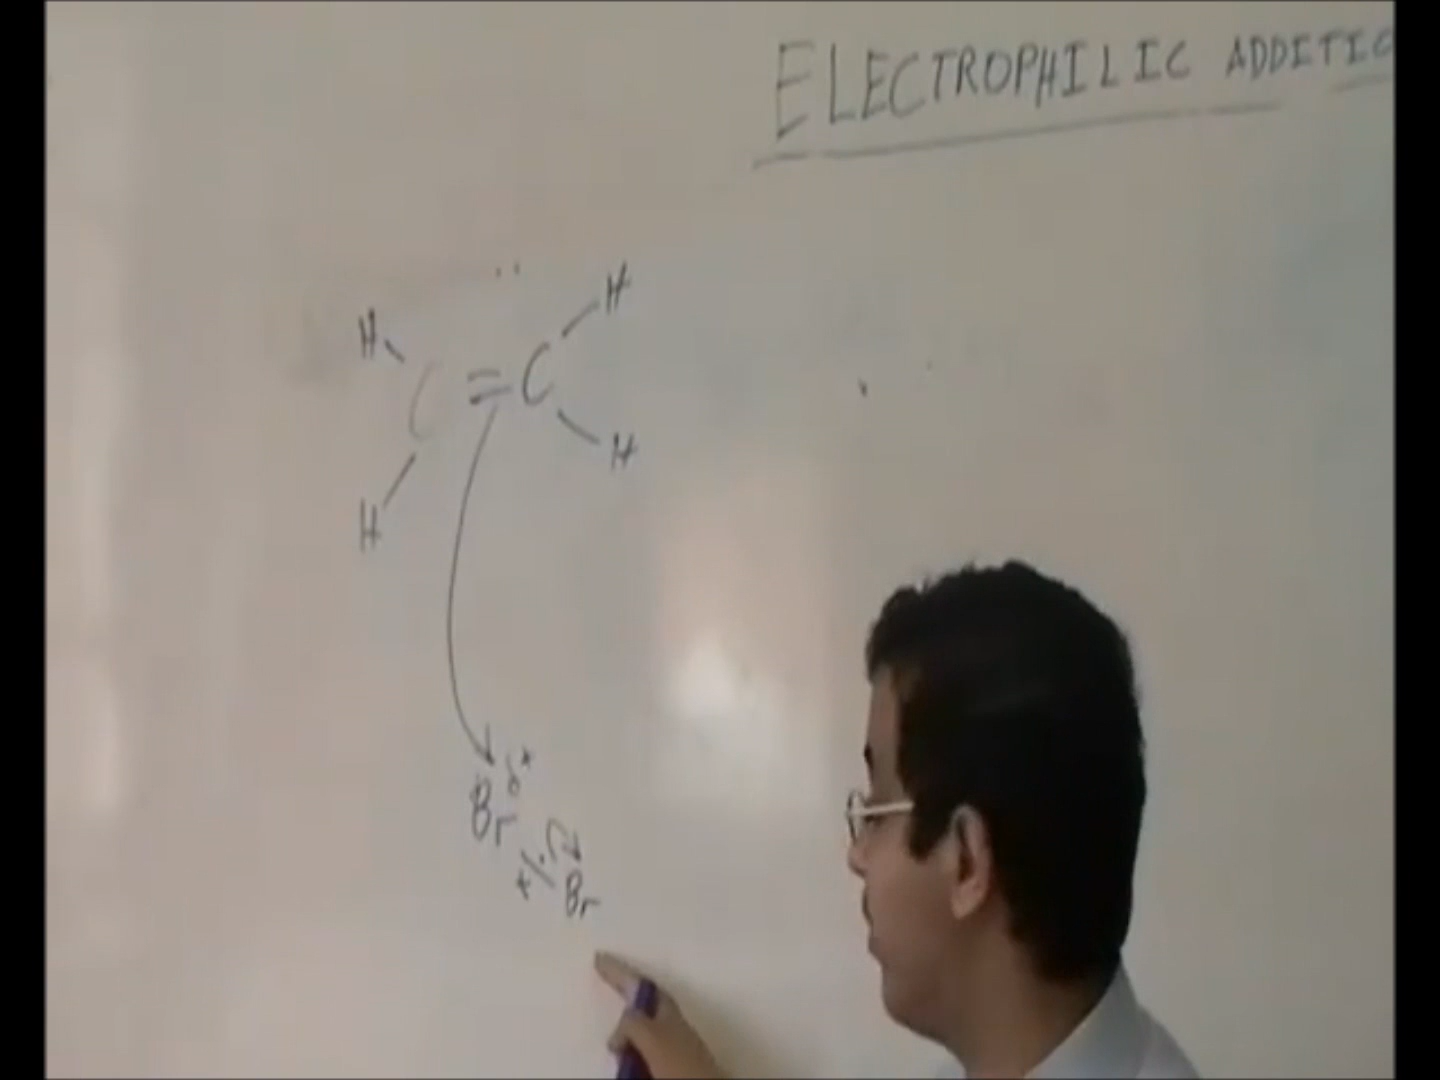 ELECTROPHILIC ADDITIO
H H
C = C
H H
Br δ+
Br